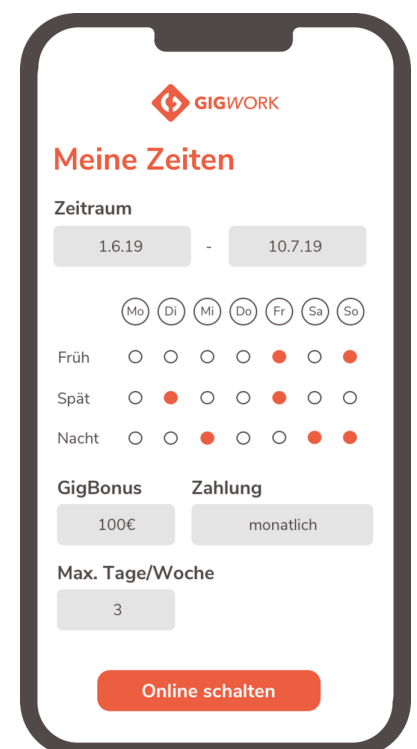 GIGWORK
Meine Zeiten
Zeitraum
1.6.19 - 10.7.19
Mo Di Mi Do Fr Sa So
Früh
Spät
Nacht
GigBonus Zahlung
100€ monatlich
Max. Tage/Woche
3
Online schalten